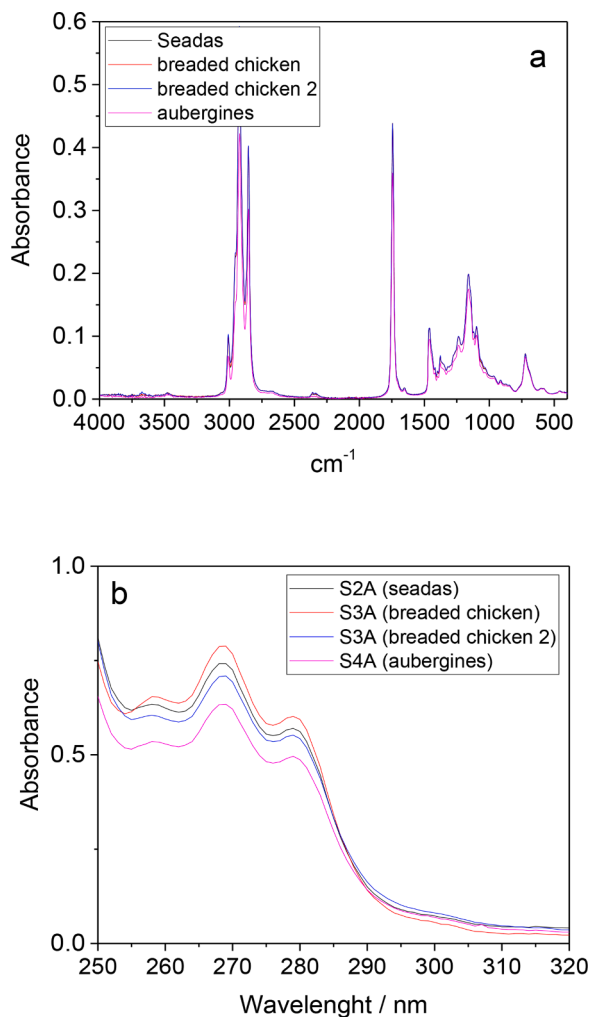 a
Seadas
breaded chicken
breaded chicken 2
aubergines
0.6
0.5
0.4
0.3
0.2
0.1
0.0
Absorbance
4000 3500 3000 2500 2000 1500 1000 500
cm⁻¹
b
S2A (seadas)
S3A (breaded chicken)
S3A (breaded chicken 2)
S4A (aubergines)
1.0
0.5
0.0
Absorbance
250 260 270 280 290 300 310 320
Wavelenght / nm